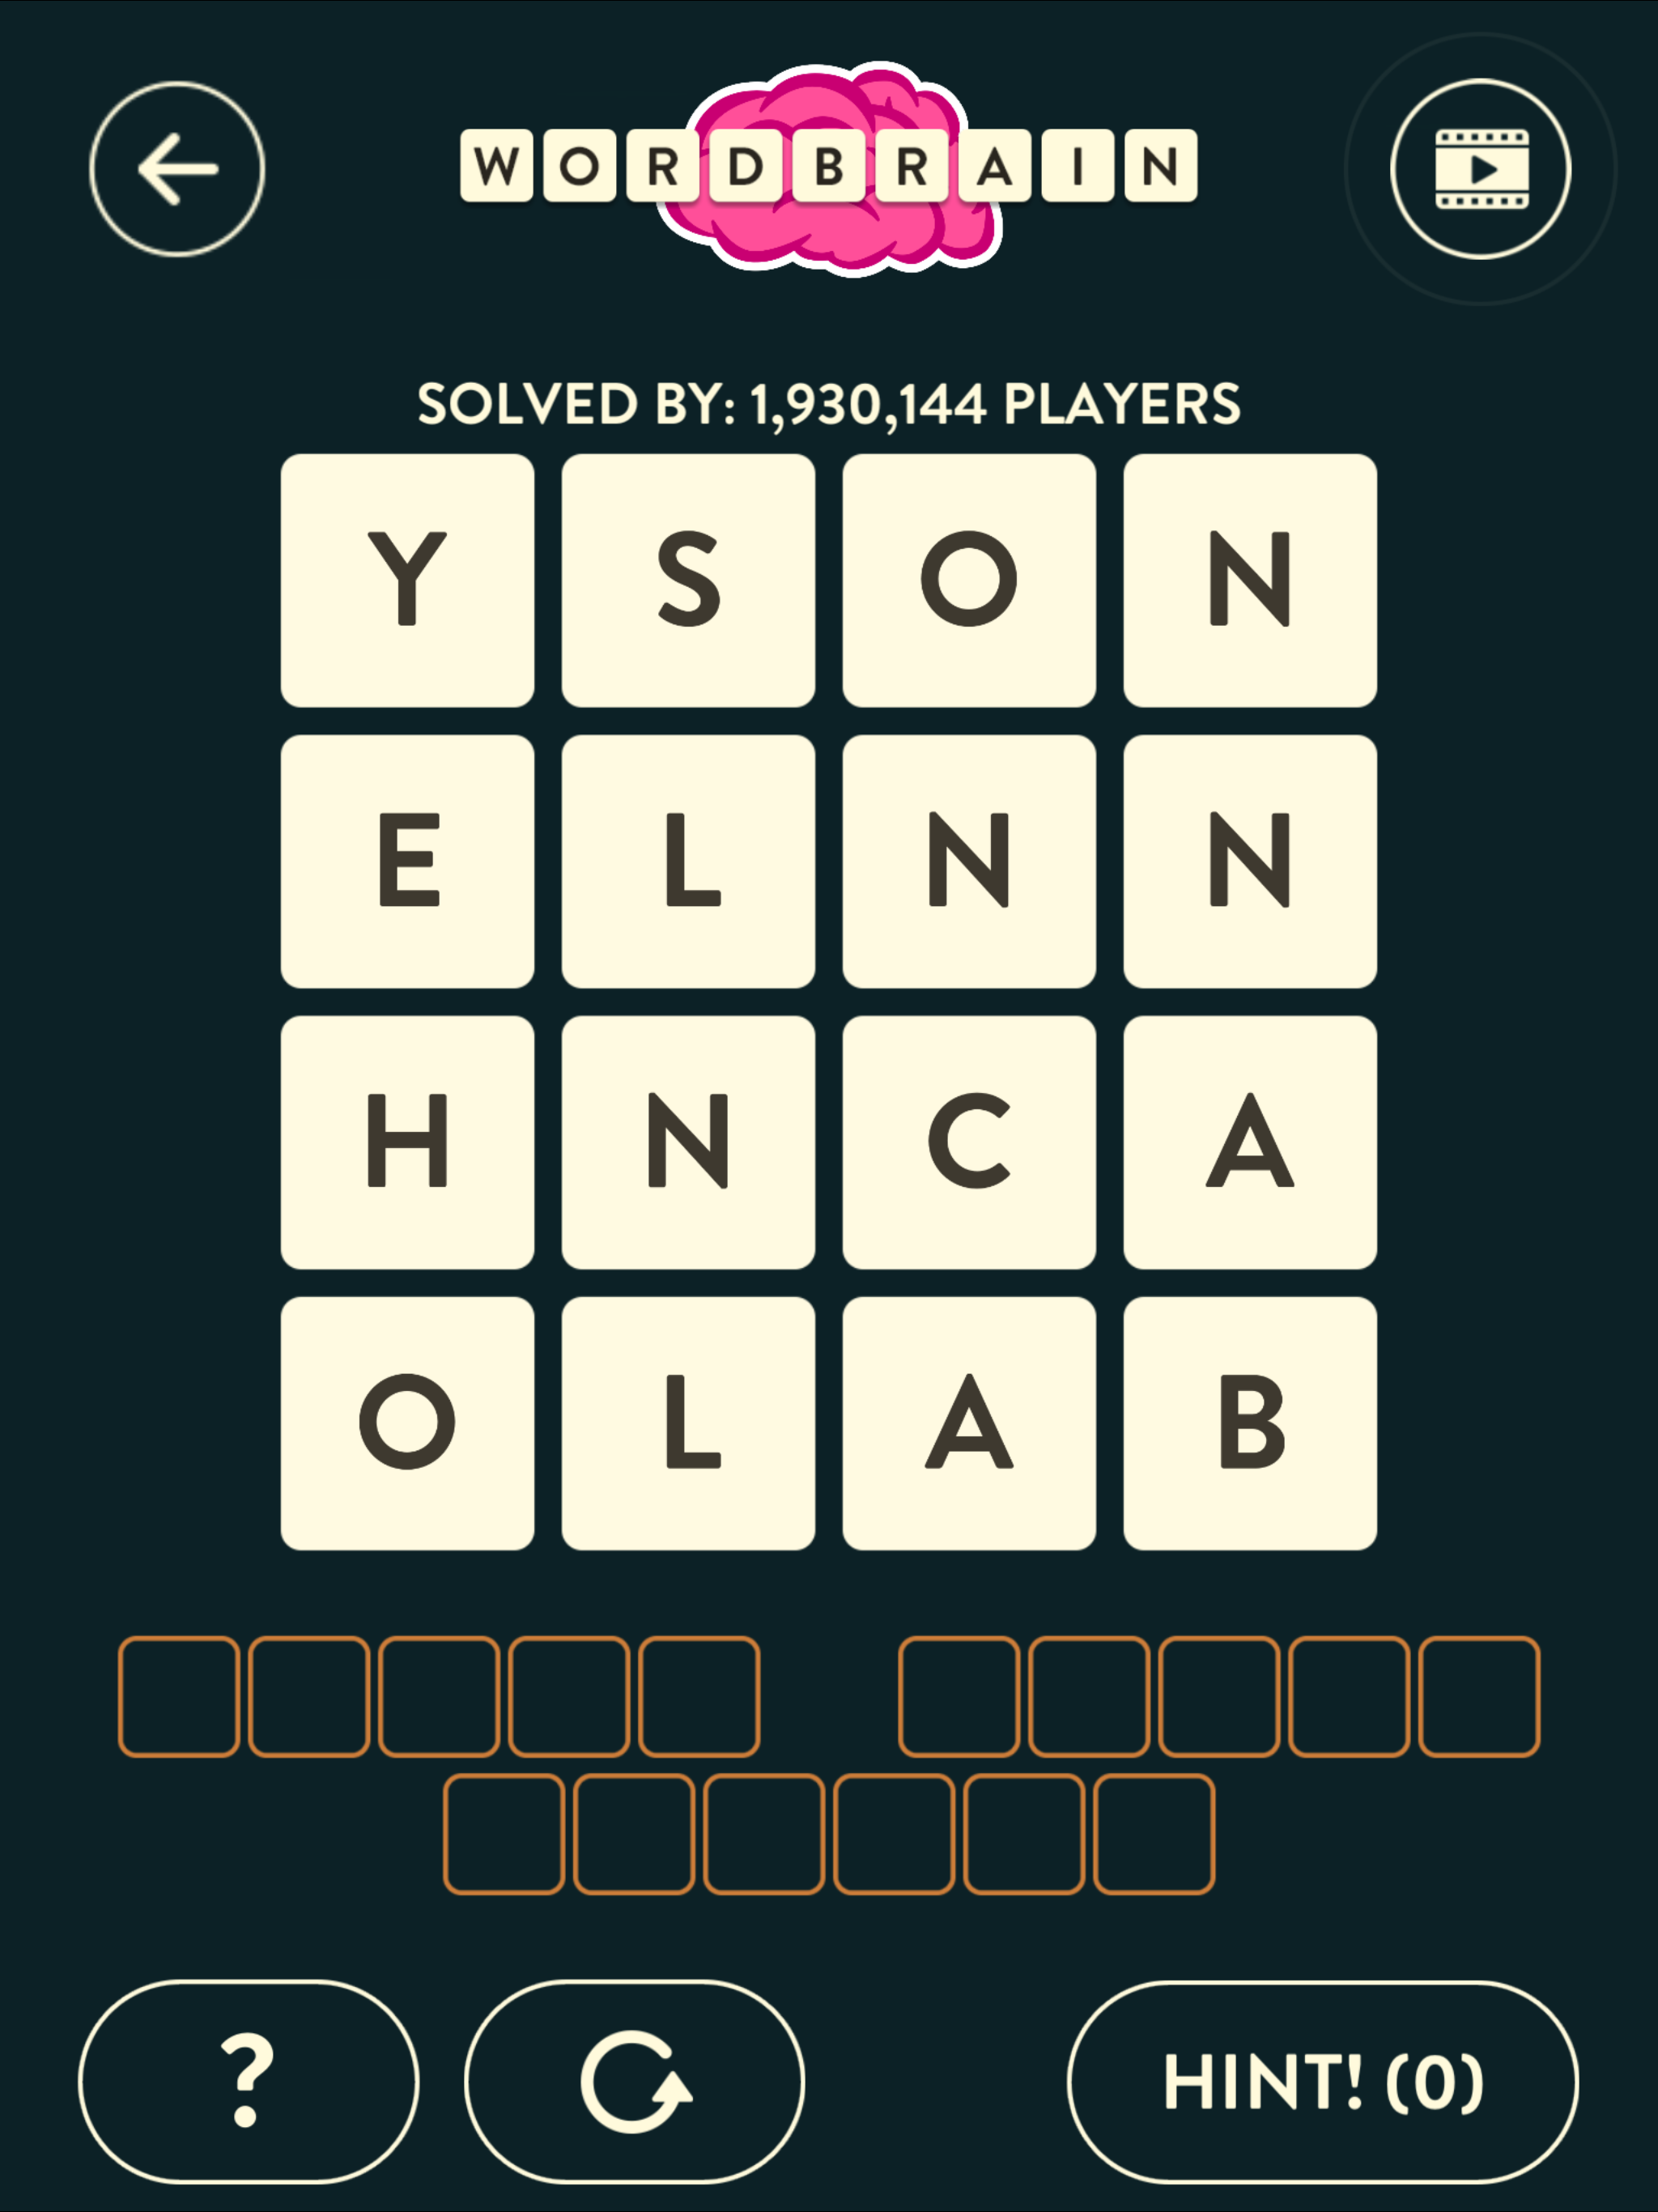 WORDBRAIN
SOLVED BY: 1,930,144 PLAYERS
Y S O N
E L N N
H N C A
O L A B
? HINT! (0)